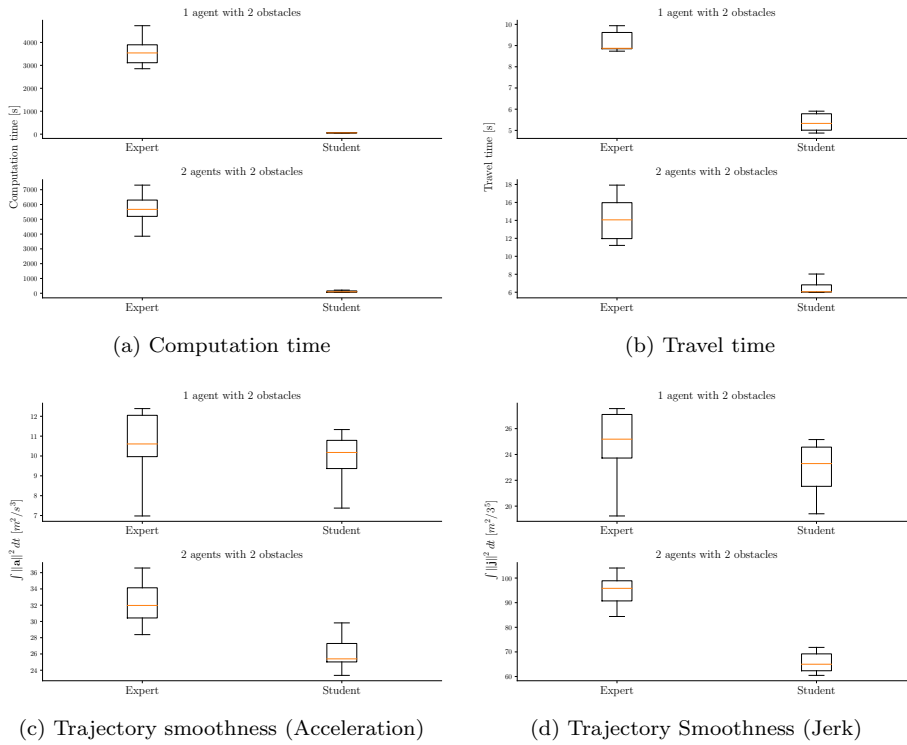 1 agent with 2 obstacles
4000
3000
2000
1000
0
Expert Student
Computation time [s]
2 agents with 2 obstacles
7000
6000
5000
4000
3000
2000
1000
0
Expert Student
(a) Computation time
1 agent with 2 obstacles
10
9
8
7
6
5
Expert Student
Travel time [s]
2 agents with 2 obstacles
18
16
14
12
10
8
6
Expert Student
(b) Travel time
1 agent with 2 obstacles
12
11
10
9
8
7
Expert Student
∫ ||a||² dt [m²/s³]
2 agents with 2 obstacles
36
34
32
30
28
26
24
Expert Student
(c) Trajectory smoothness (Acceleration)
1 agent with 2 obstacles
26
24
22
20
Expert Student
∫ ||j||² dt [m²/3⁵]
2 agents with 2 obstacles
100
90
80
70
60
Expert Student
(d) Trajectory Smoothness (Jerk)